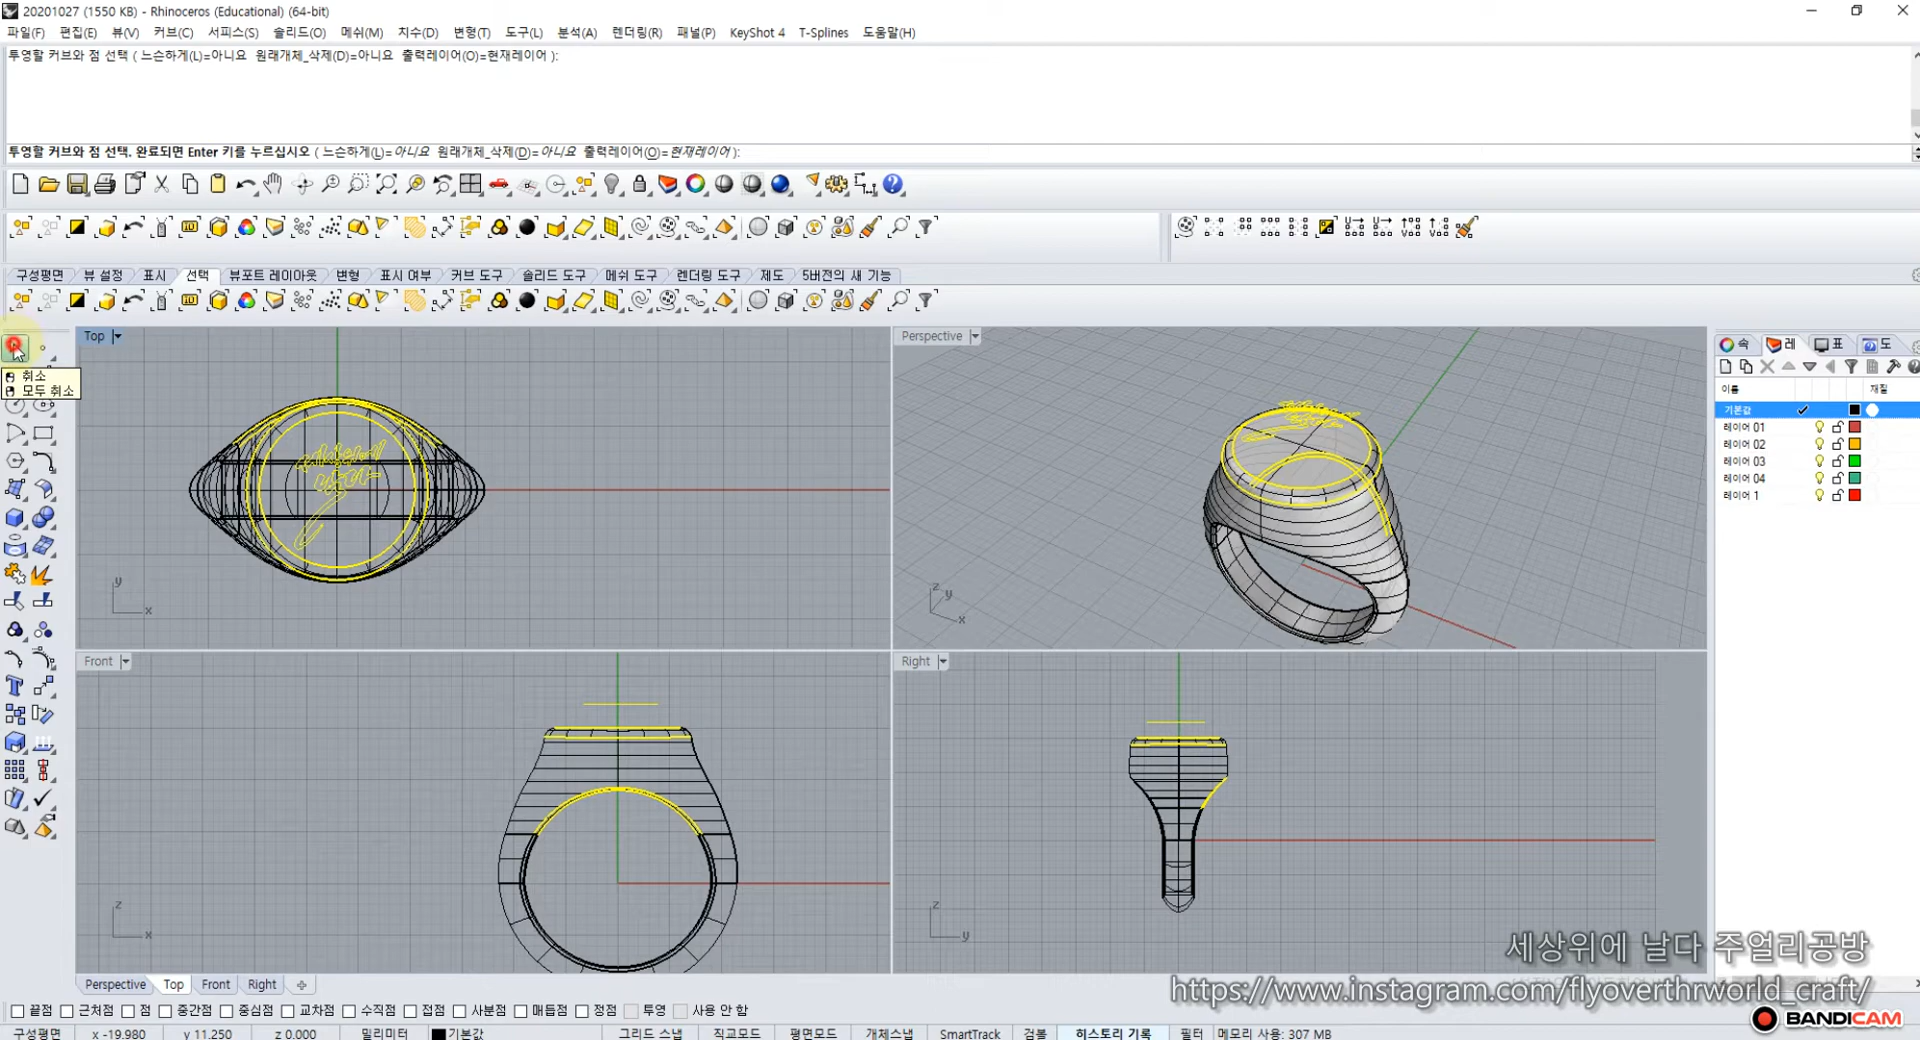 20201027 (1550 KB) - Rhinoceros (Educational) (64-bit)
파일(F) 편집(E) 뷰(V) 커브(C) 서피스(S) 솔리드(O) 메쉬(M) 치수(D) 변형(T) 도구(L) 분석(A) 렌더링(R) 패널(P) KeyShot 4 T-Splines 도움말(H)
투영할 커브와 점 선택 ( 느슨하게(L)=아니요 원래개체_삭제(D)=아니요 출력레이어(O)=현재레이어 ):
투영할 커브와 점 선택. 완료되면 Enter 키를 누르십시오 ( 느슨하게(L)=아니요 원래개체_삭제(D)=아니요 출력레이어(O)=현재레이어 ):
구성평면 뷰 설정 표시 선택 뷰포트 레이아웃 변형 표시 여부 커브 도구 솔리드 도구 메쉬 도구 렌더링 도구 제도 5버전의 새 기능
Top
Perspective
속 레 표 도
취소
모두 취소
이름 재질
기본값
레이어 01
레이어 02
레이어 03
레이어 04
레이어 1
y
x
z
y
x
Front
Right
z
x
z
y
세상위에 날다 주얼리공방
https://www.instagram.com/flyoverthrworld_craft/
Perspective Top Front Right
끝점 근처점 점 중간점 중심점 교차점 수직점 접점 사분점 매듭점 정점 투영 사용 안 함
BANDICAM
구성평면 x -19.980 y 11.250 z 0.000 밀리미터 기본값 그리드 스냅 직교모드 평면모드 개체스냅 SmartTrack 검볼 히스토리 기록 필터 메모리 사용: 307 MB